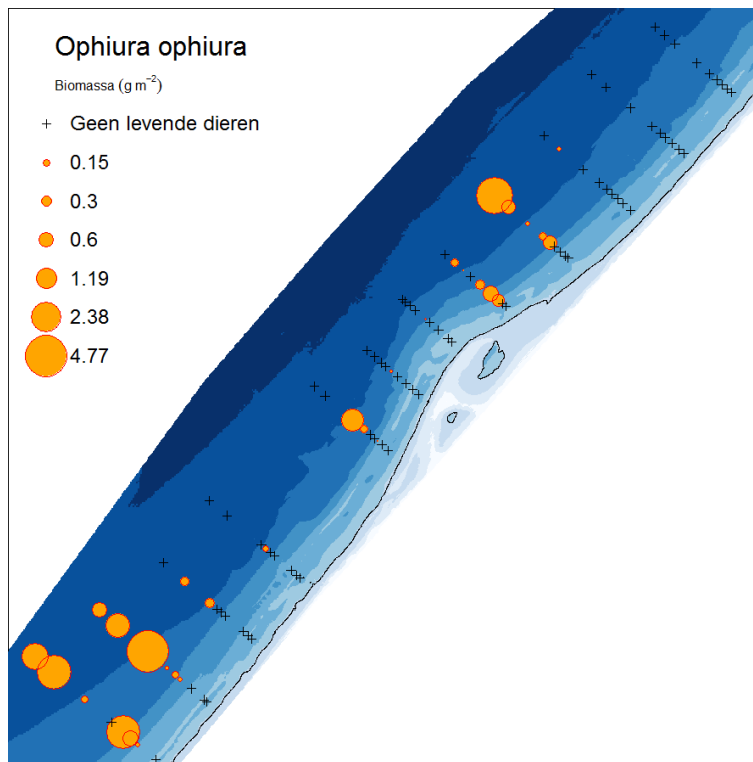 Ophiura ophiura
Biomassa (g m⁻²)
Geen levende dieren
0.15
0.3
0.6
1.19
2.38
4.77